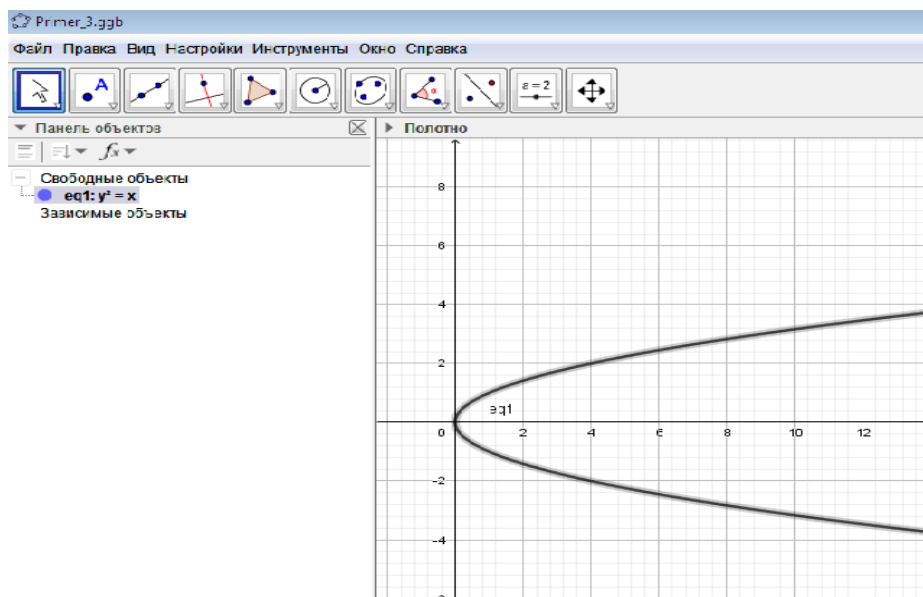 Primer_3.ggb
Файл Правка Вид Настройки Инструменты Окно Справка
A α a = 2
Панель объектов
Полотно
fx
Свободные объекты
eq1: y² = x
Зависимые объекты
8
6
4
2
eq1
0 2 4 6 8 10 12
-2
-4